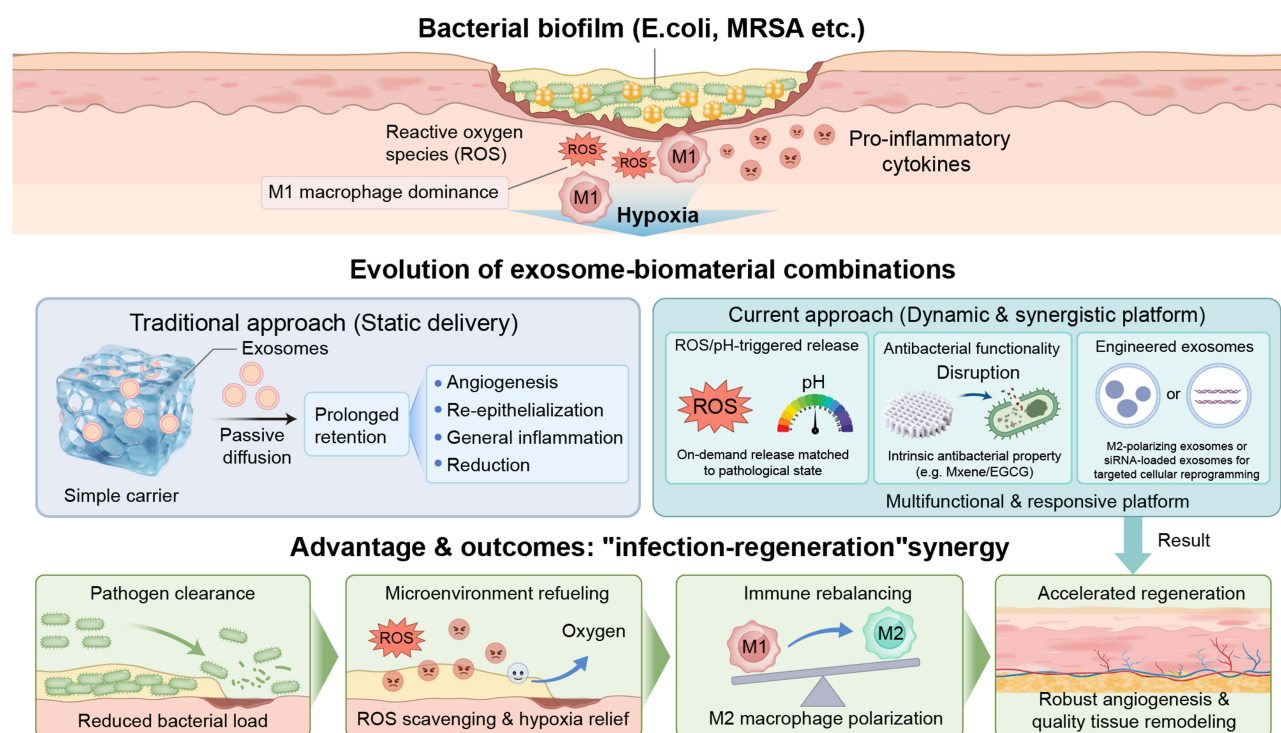 Bacterial biofilm (E.coli, MRSA etc.)
Reactive oxygen
species (ROS)
ROS
ROS
M1
Pro-inflammatory
cytokines
M1 macrophage dominance
M1
Hypoxia
Evolution of exosome-biomaterial combinations
Traditional approach (Static delivery)
Exosomes
Passive
diffusion
Simple carrier
Prolonged
retention
• Angiogenesis
• Re-epithelialization
• General inflammation
• Reduction
Current approach (Dynamic & synergistic platform)
ROS/pH-triggered release
ROS
pH
On-demand release matched
to pathological state
Antibacterial functionality
Disruption
Intrinsic antibacterial property
(e.g. Mxene/EGCG)
Engineered exosomes
or
M2-polarizing exosomes or
siRNA-loaded exosomes for
targeted cellular reprogramming
Multifunctional & responsive platform
Result
Advantage & outcomes: "infection-regeneration"synergy
Pathogen clearance
Reduced bacterial load
Microenvironment refueling
ROS
Oxygen
ROS scavenging & hypoxia relief
Immune rebalancing
M1
M2
M2 macrophage polarization
Accelerated regeneration
Robust angiogenesis &
quality tissue remodeling